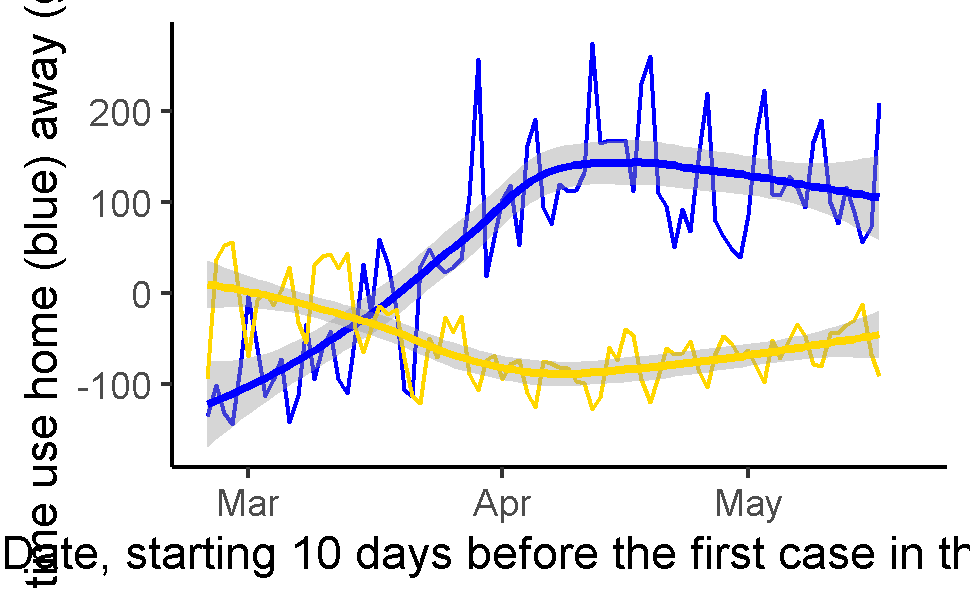 time use home (blue) away (
200
100
0
-100
Mar Apr May
Date, starting 10 days before the first case in th